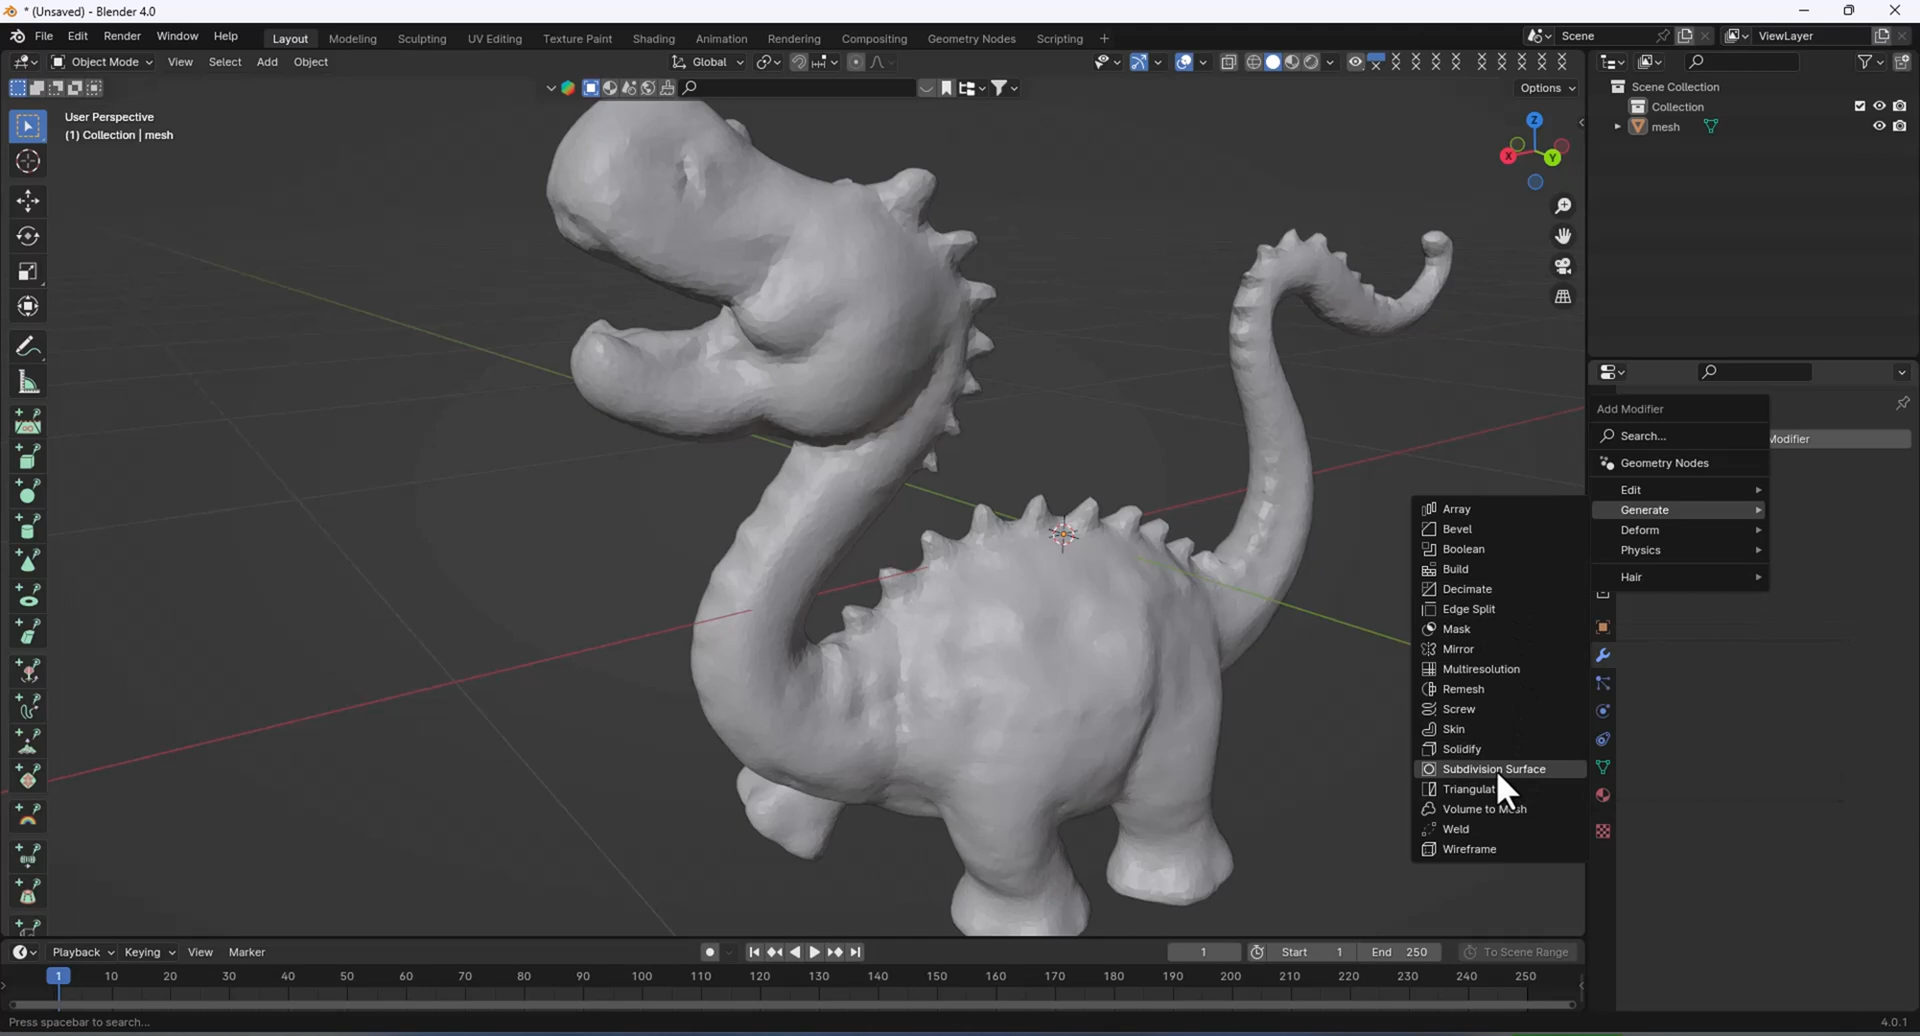 * (Unsaved) - Blender 4.0
File Edit Render Window Help
Layout Modeling Sculpting UV Editing Texture Paint Shading Animation Rendering Compositing Geometry Nodes Scripting +
Scene
ViewLayer
Object Mode View Select Add Object
Global
Options
User Perspective
(1) Collection | mesh
Z
X
Y
Scene Collection
Collection
mesh
Add Modifier
Search...
Modifier
Geometry Nodes
Edit
Generate
Deform
Physics
Hair
Array
Bevel
Boolean
Build
Decimate
Edge Split
Mask
Mirror
Multiresolution
Remesh
Screw
Skin
Solidify
Subdivision Surface
Triangulat
Volume to Mesh
Weld
Wireframe
Playback Keying View Marker
1 Start 1 End 250 To Scene Range
1 10 20 30 40 50 60 70 80 90 100 110 120 130 140 150 160 170 180 190 200 210 220 230 240 250
Press spacebar to search...
4.0.1